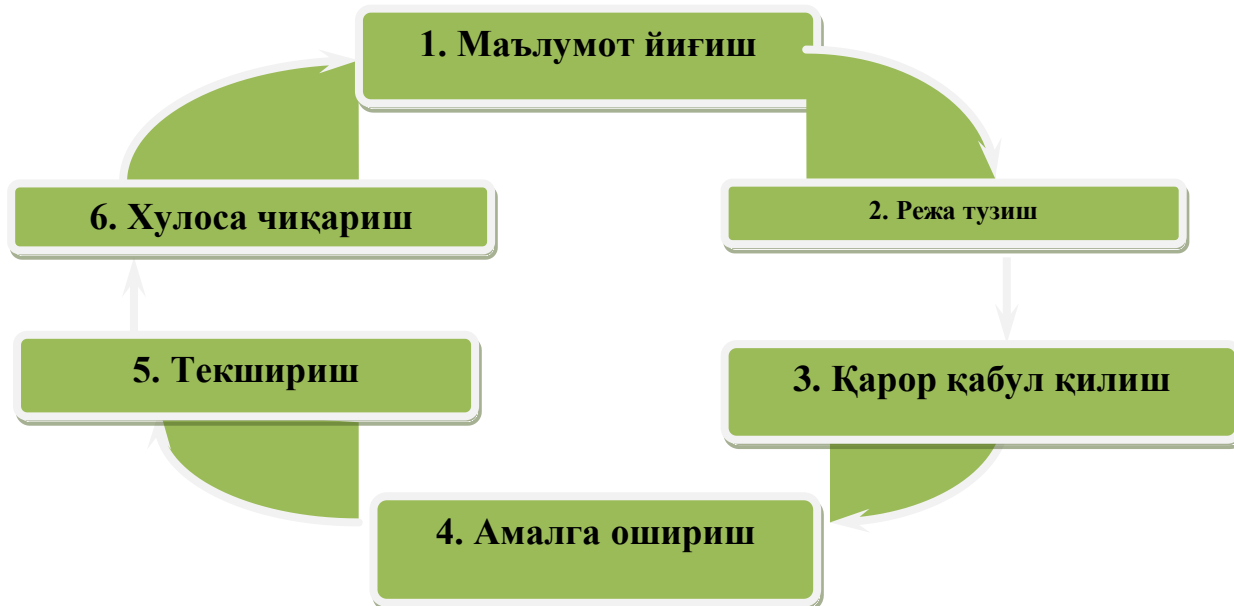 1. Маълумот йиғиш
2. Режа тузиш
3. Қарор қабул қилиш
4. Амалга ошириш
5. Текшириш
6. Хулоса чиқариш